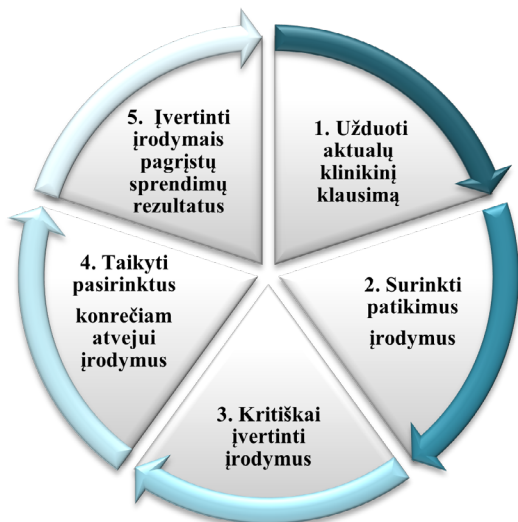 1. Užduoti
aktualų
klinikinį
klausimą
2. Surinkti
patikimus
įrodymus
3. Kritiškai
įvertinti
įrodymus
4. Taikyti
pasirinktus
konrečiam
atvejui
įrodymus
5. Įvertinti
įrodymais
pagrįstų
sprendimų
rezultatus